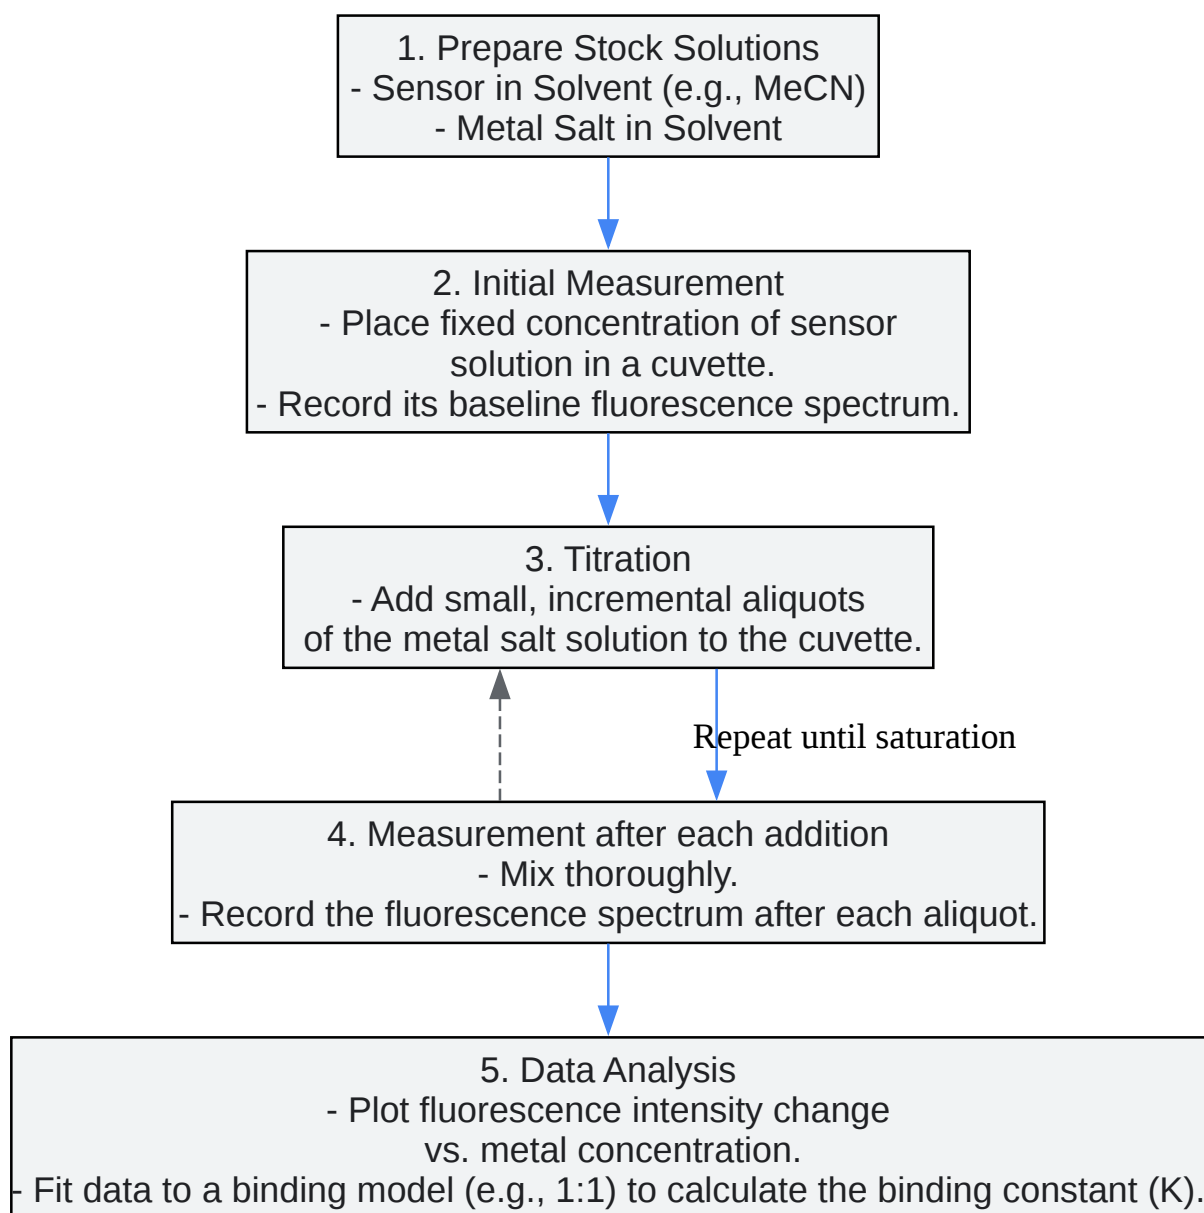 1. Prepare Stock Solutions
- Sensor in Solvent (e.g., MeCN)
- Metal Salt in Solvent
2. Initial Measurement
- Place fixed concentration of sensor
solution in a cuvette.
- Record its baseline fluorescence spectrum.
3. Titration
- Add small, incremental aliquots
of the metal salt solution to the cuvette.
Repeat until saturation
4. Measurement after each addition
- Mix thoroughly.
- Record the fluorescence spectrum after each aliquot.
5. Data Analysis
- Plot fluorescence intensity change
vs. metal concentration.
- Fit data to a binding model (e.g., 1:1) to calculate the binding constant (K).